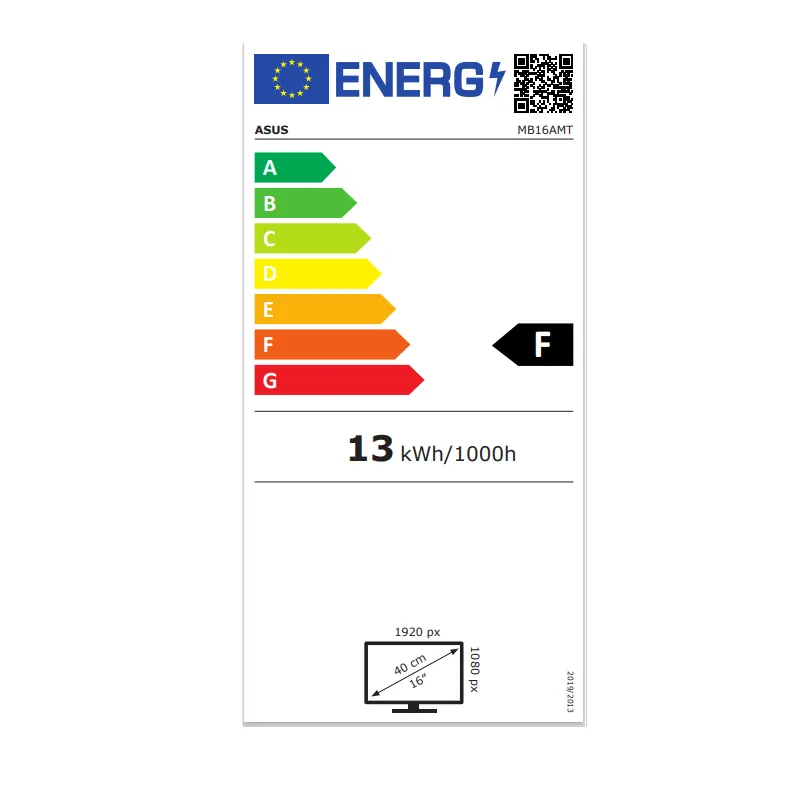 ENERG
ASUS
MB16AMT
A
B
C
D
E
F
F
G
13 kWh/1000h
1920 px
1080 px
40 cm
16”
2019/2013